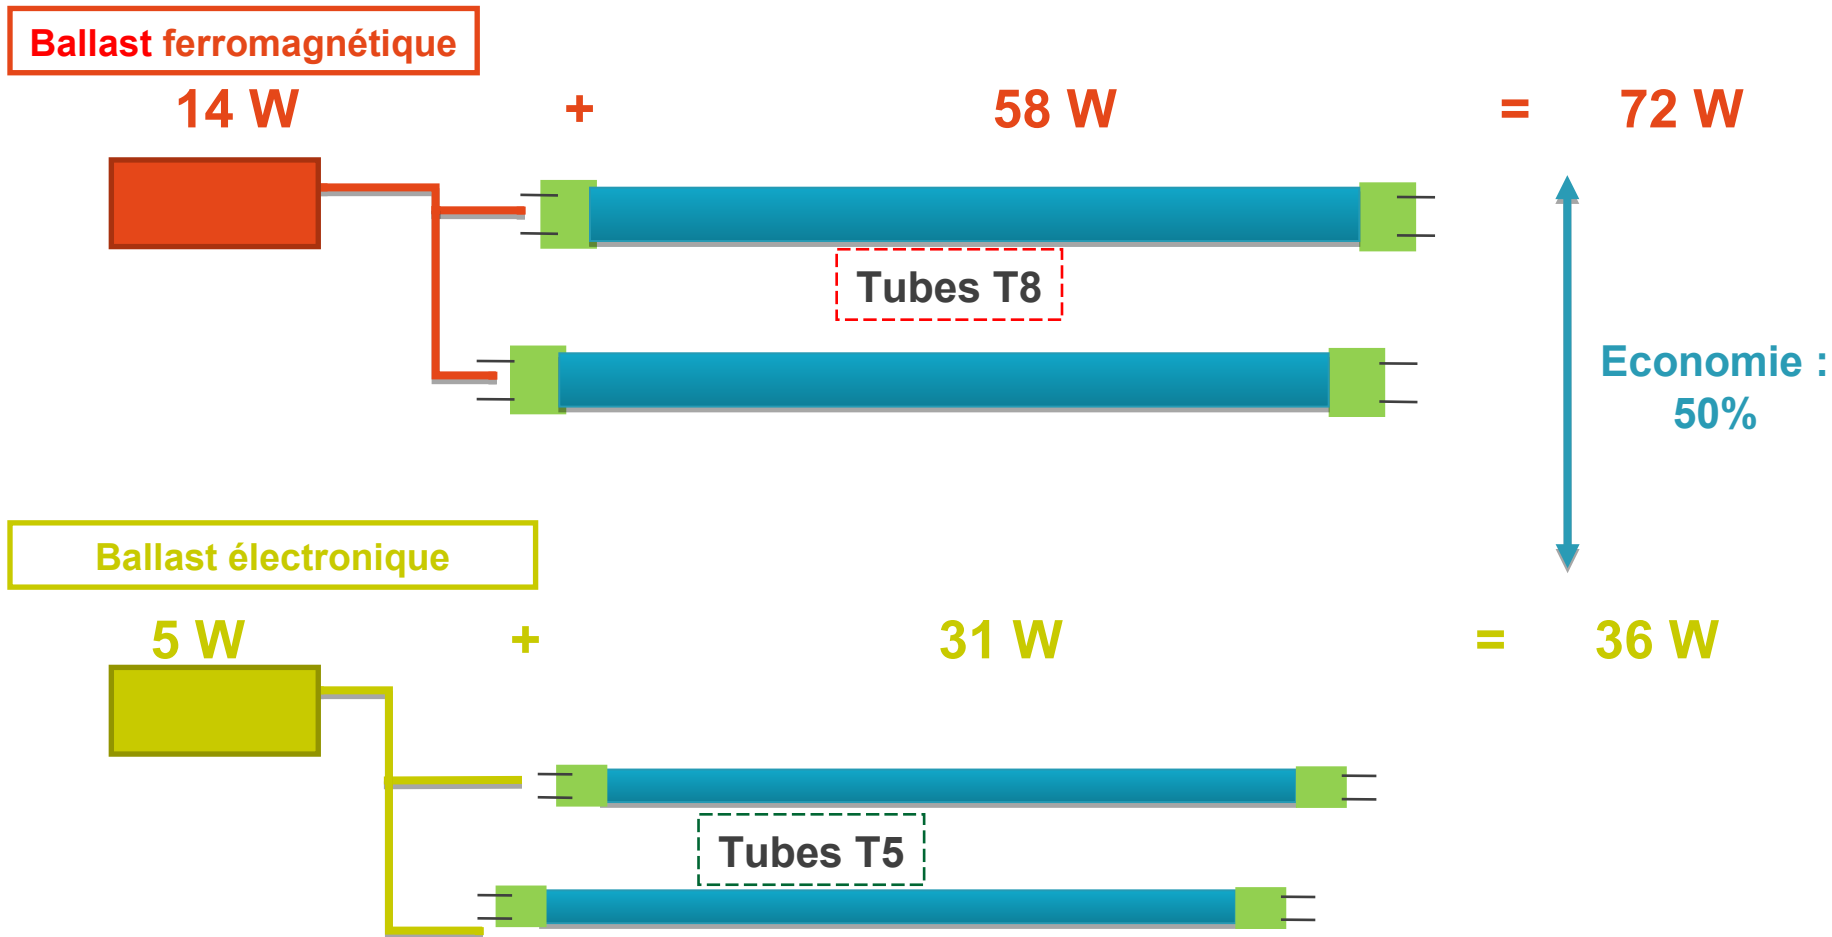 Ballast ferromagnétique
14 W + 58 W = 72 W
Tubes T8
Economie :
50%
Ballast électronique
5 W + 31 W = 36 W
Tubes T5